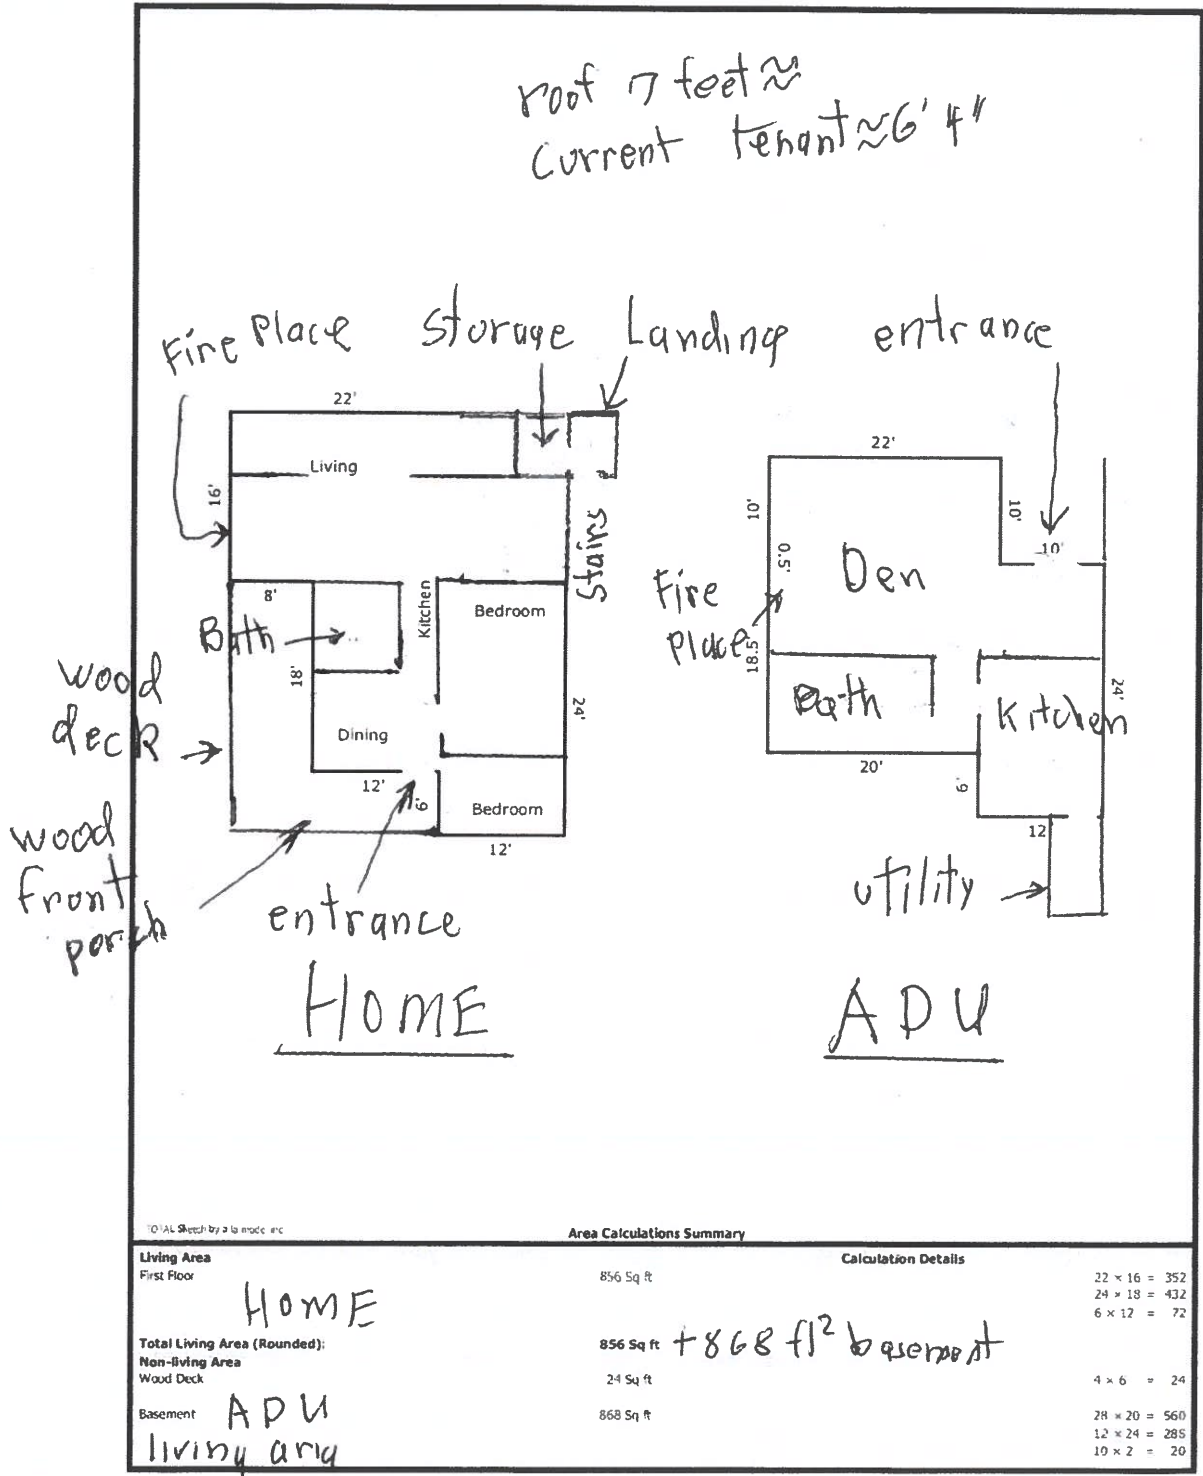 roof 7 feet ≈
Current tenant ≈ 6' 4"
Fire Place
Storage
Landing
entrance
22'
Living
16'
Stairs
8'
Bath
Kitchen
Bedroom
18'
wood
deck
Dining
24'
12'
6'
Bedroom
12'
wood
front
porch
entrance
HOME
22'
10'
10'
10'
0.5'
Den
Fire
Place
18.5'
Bath
Kitchen
24'
20'
6'
12
utility
ADU
TOTAL Sketch by a la mode, inc
Area Calculations Summary
Living Area Calculation Details
First Floor 856 Sq ft 22 × 16 = 352
24 × 18 = 432
HOME
6 × 12 = 72
Total Living Area (Rounded): 856 Sq ft + 868 ft² basement
Non-living Area
Wood Deck 24 Sq ft 4 × 6 = 24
Basement ADU 868 Sq ft 28 × 20 = 560
living aria
12 × 24 = 288
10 × 2 = 20